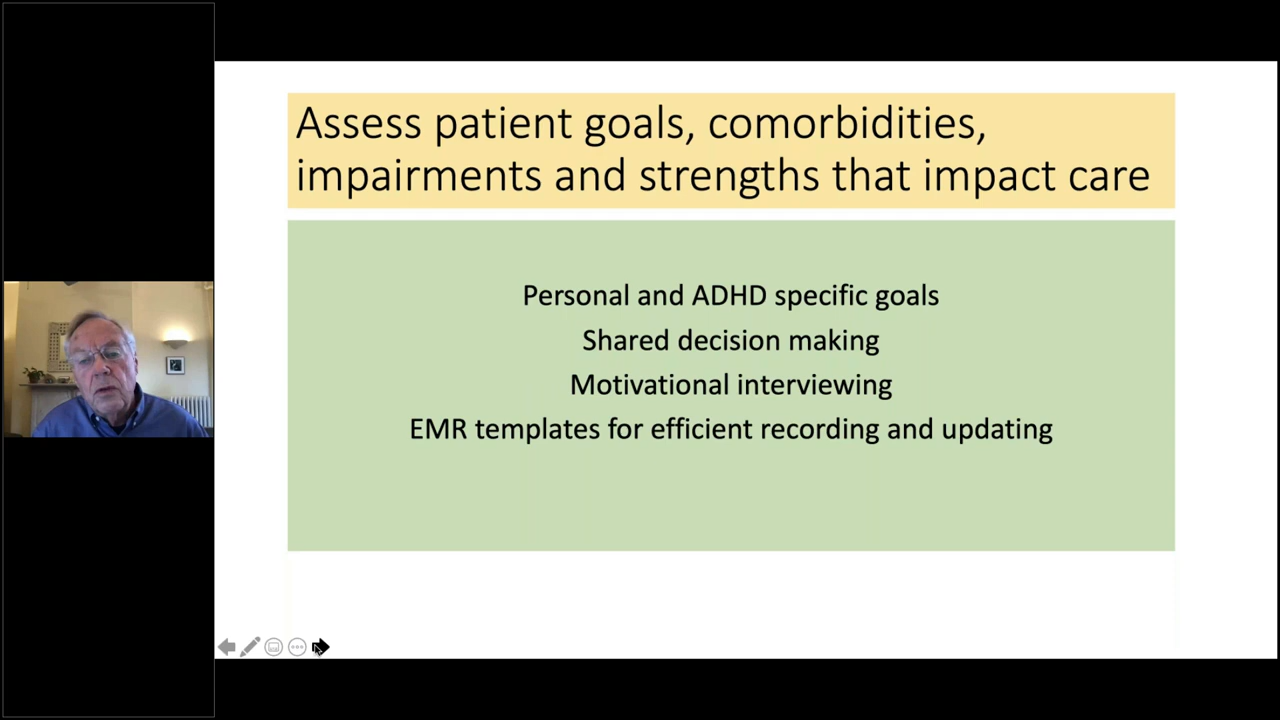 Assess patient goals, comorbidities,
impairments and strengths that impact care
Personal and ADHD specific goals
Shared decision making
Motivational interviewing
EMR templates for efficient recording and updating